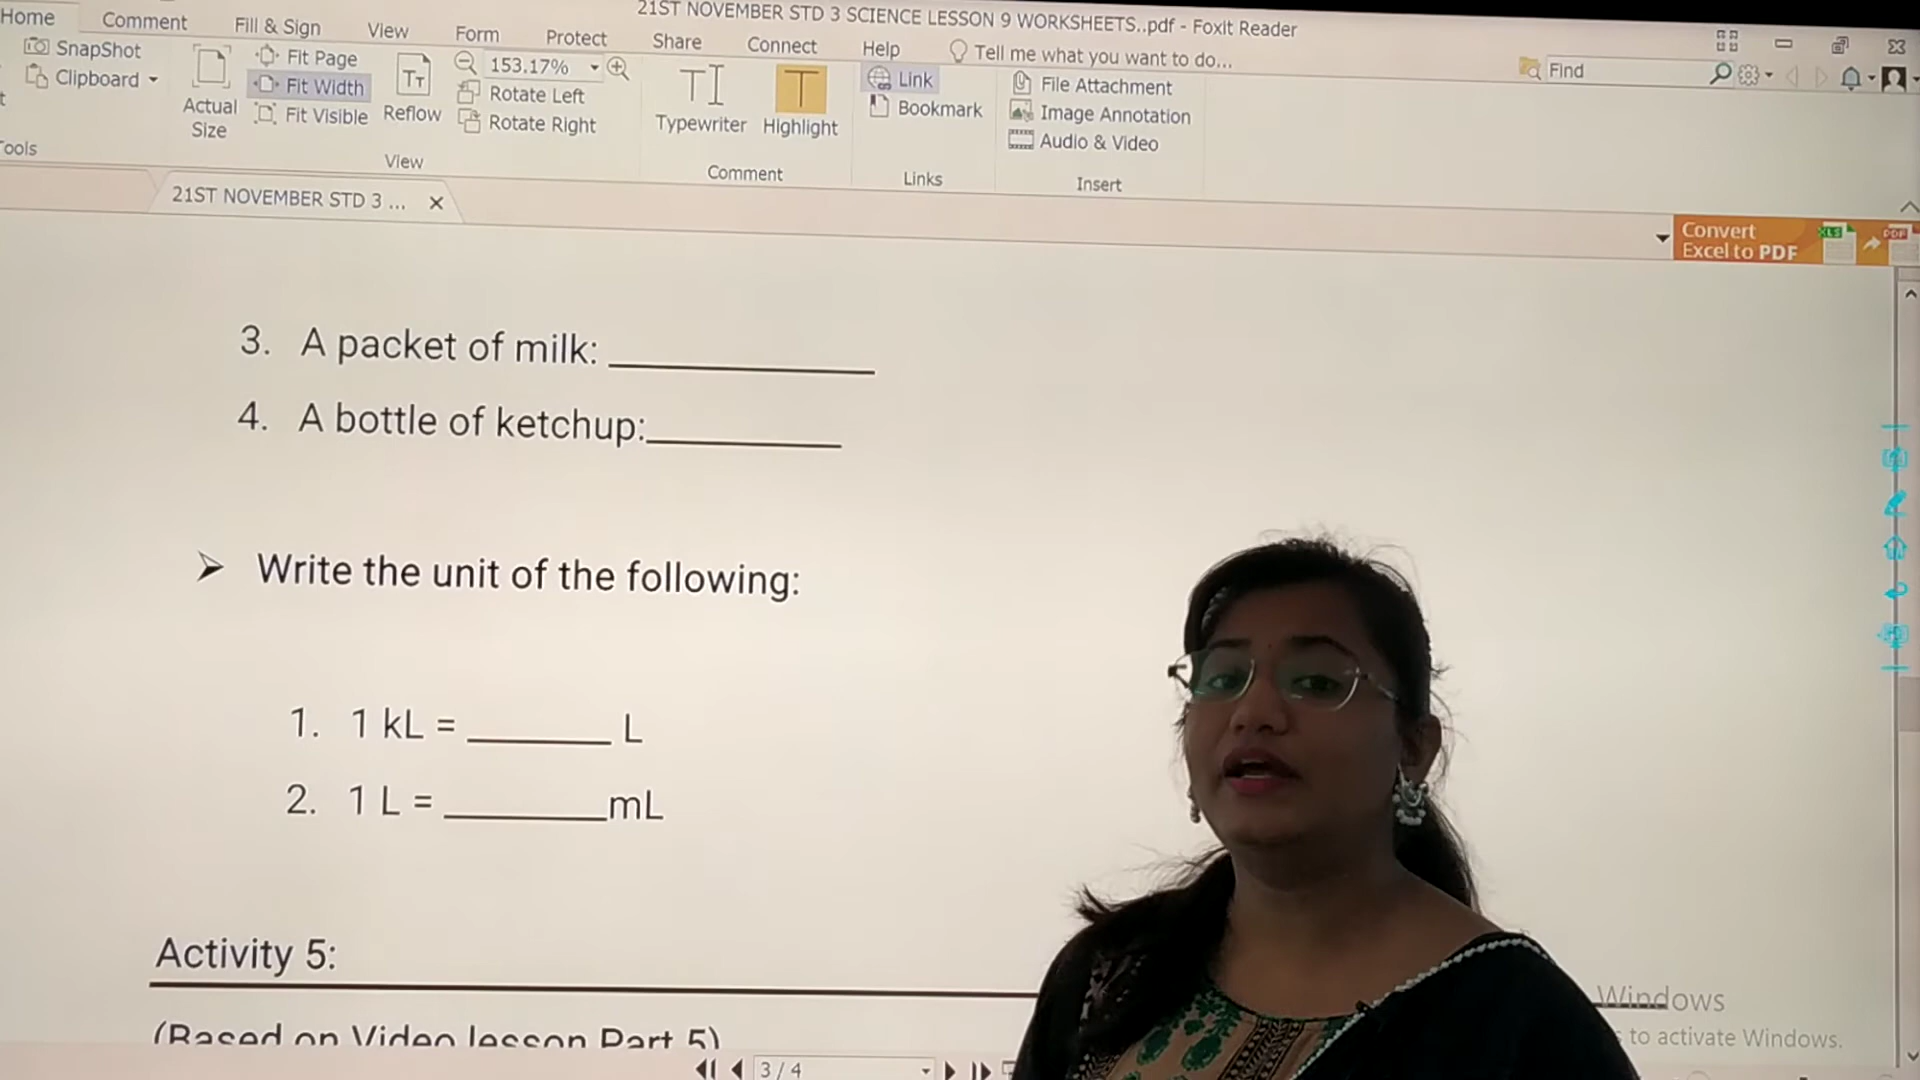 21ST NOVEMBER STD 3 SCIENCE LESSON 9 WORKSHEETS..pdf - Foxit Reader
Home Comment Fill & Sign View Form Protect Share Connect Help Tell me what you want to do...
Find
SnapShot
Clipboard
Actual Size
Fit Page
Fit Width
Fit Visible
Reflow
153.17%
Rotate Left
Rotate Right
View
Typewriter
Highlight
Comment
Link
Bookmark
Links
File Attachment
Image Annotation
Audio & Video
Insert
21ST NOVEMBER STD 3 ...
Convert
Excel to PDF
XLS
PDF
3. A packet of milk: ____________
4. A bottle of ketchup:_________
Write the unit of the following:
1. 1 kL = _______ L
2. 1 L = ________mL
Activity 5:
(Based on Video lesson Part 5)
Windows
to activate Windows.
3 / 4